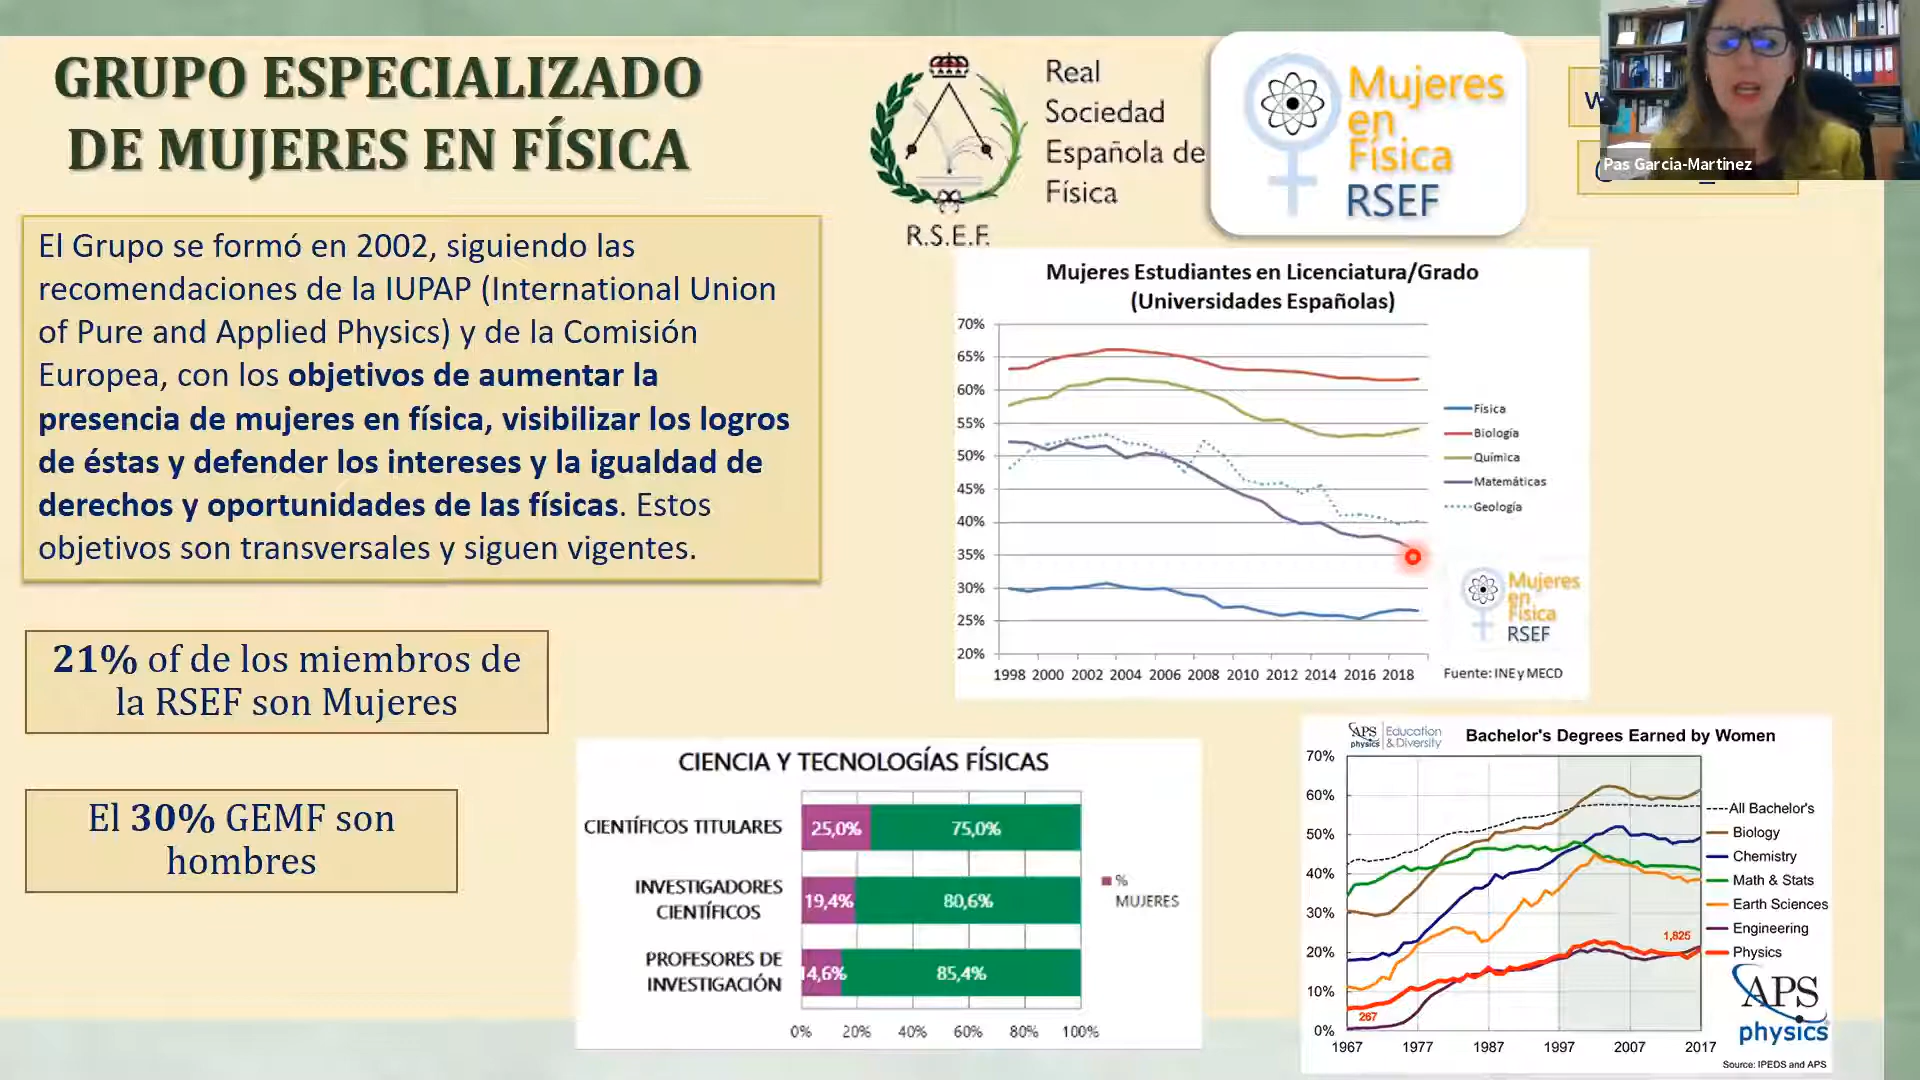 GRUPO ESPECIALIZADO
DE MUJERES EN FÍSICA
Real
Sociedad
Española de
Física
R.S.E.F.
Mujeres
en
Física
RSEF
W
Pas Garcia-Martinez
El Grupo se formó en 2002, siguiendo las
recomendaciones de la IUPAP (International Union
of Pure and Applied Physics) y de la Comisión
Europea, con los objetivos de aumentar la
presencia de mujeres en física, visibilizar los logros
de éstas y defender los intereses y la igualdad de
derechos y oportunidades de las físicas. Estos
objetivos son transversales y siguen vigentes.
21% of de los miembros de
la RSEF son Mujeres
El 30% GEMF son
hombres
Mujeres Estudiantes en Licenciatura/Grado
(Universidades Españolas)
70%
65%
60%
55%
50%
45%
40%
35%
30%
25%
20%
1998 2000 2002 2004 2006 2008 2010 2012 2014 2016 2018
Física
Biología
Química
Matemáticas
Geología
Mujeres
en
Física
RSEF
Fuente: INE y MECD
CIENCIA Y TECNOLOGÍAS FÍSICAS
CIENTÍFICOS TITULARES
25,0% 75,0%
INVESTIGADORES
CIENTÍFICOS
19,4% 80,6%
PROFESORES DE
INVESTIGACIÓN
14,6% 85,4%
0% 20% 40% 60% 80% 100%
%
MUJERES
APS physics Education & Diversity
Bachelor's Degrees Earned by Women
70%
60%
50%
40%
30%
20%
10%
0%
1967 1977 1987 1997 2007 2017
267
1,825
All Bachelor's
Biology
Chemistry
Math & Stats
Earth Sciences
Engineering
Physics
APS
physics
Source: IPEDS and APS